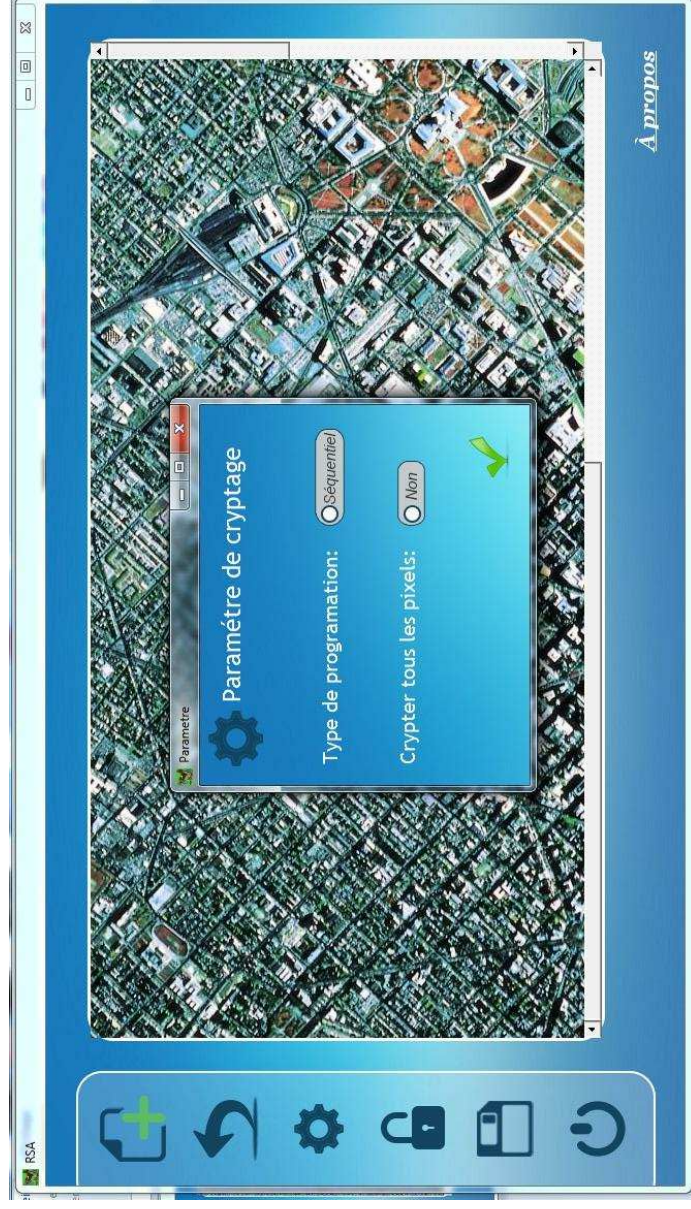 RSA
Parametre
Paramétre de cryptage
Type de programation:
Séquentiel
Crypter tous les pixels:
Non
À propos